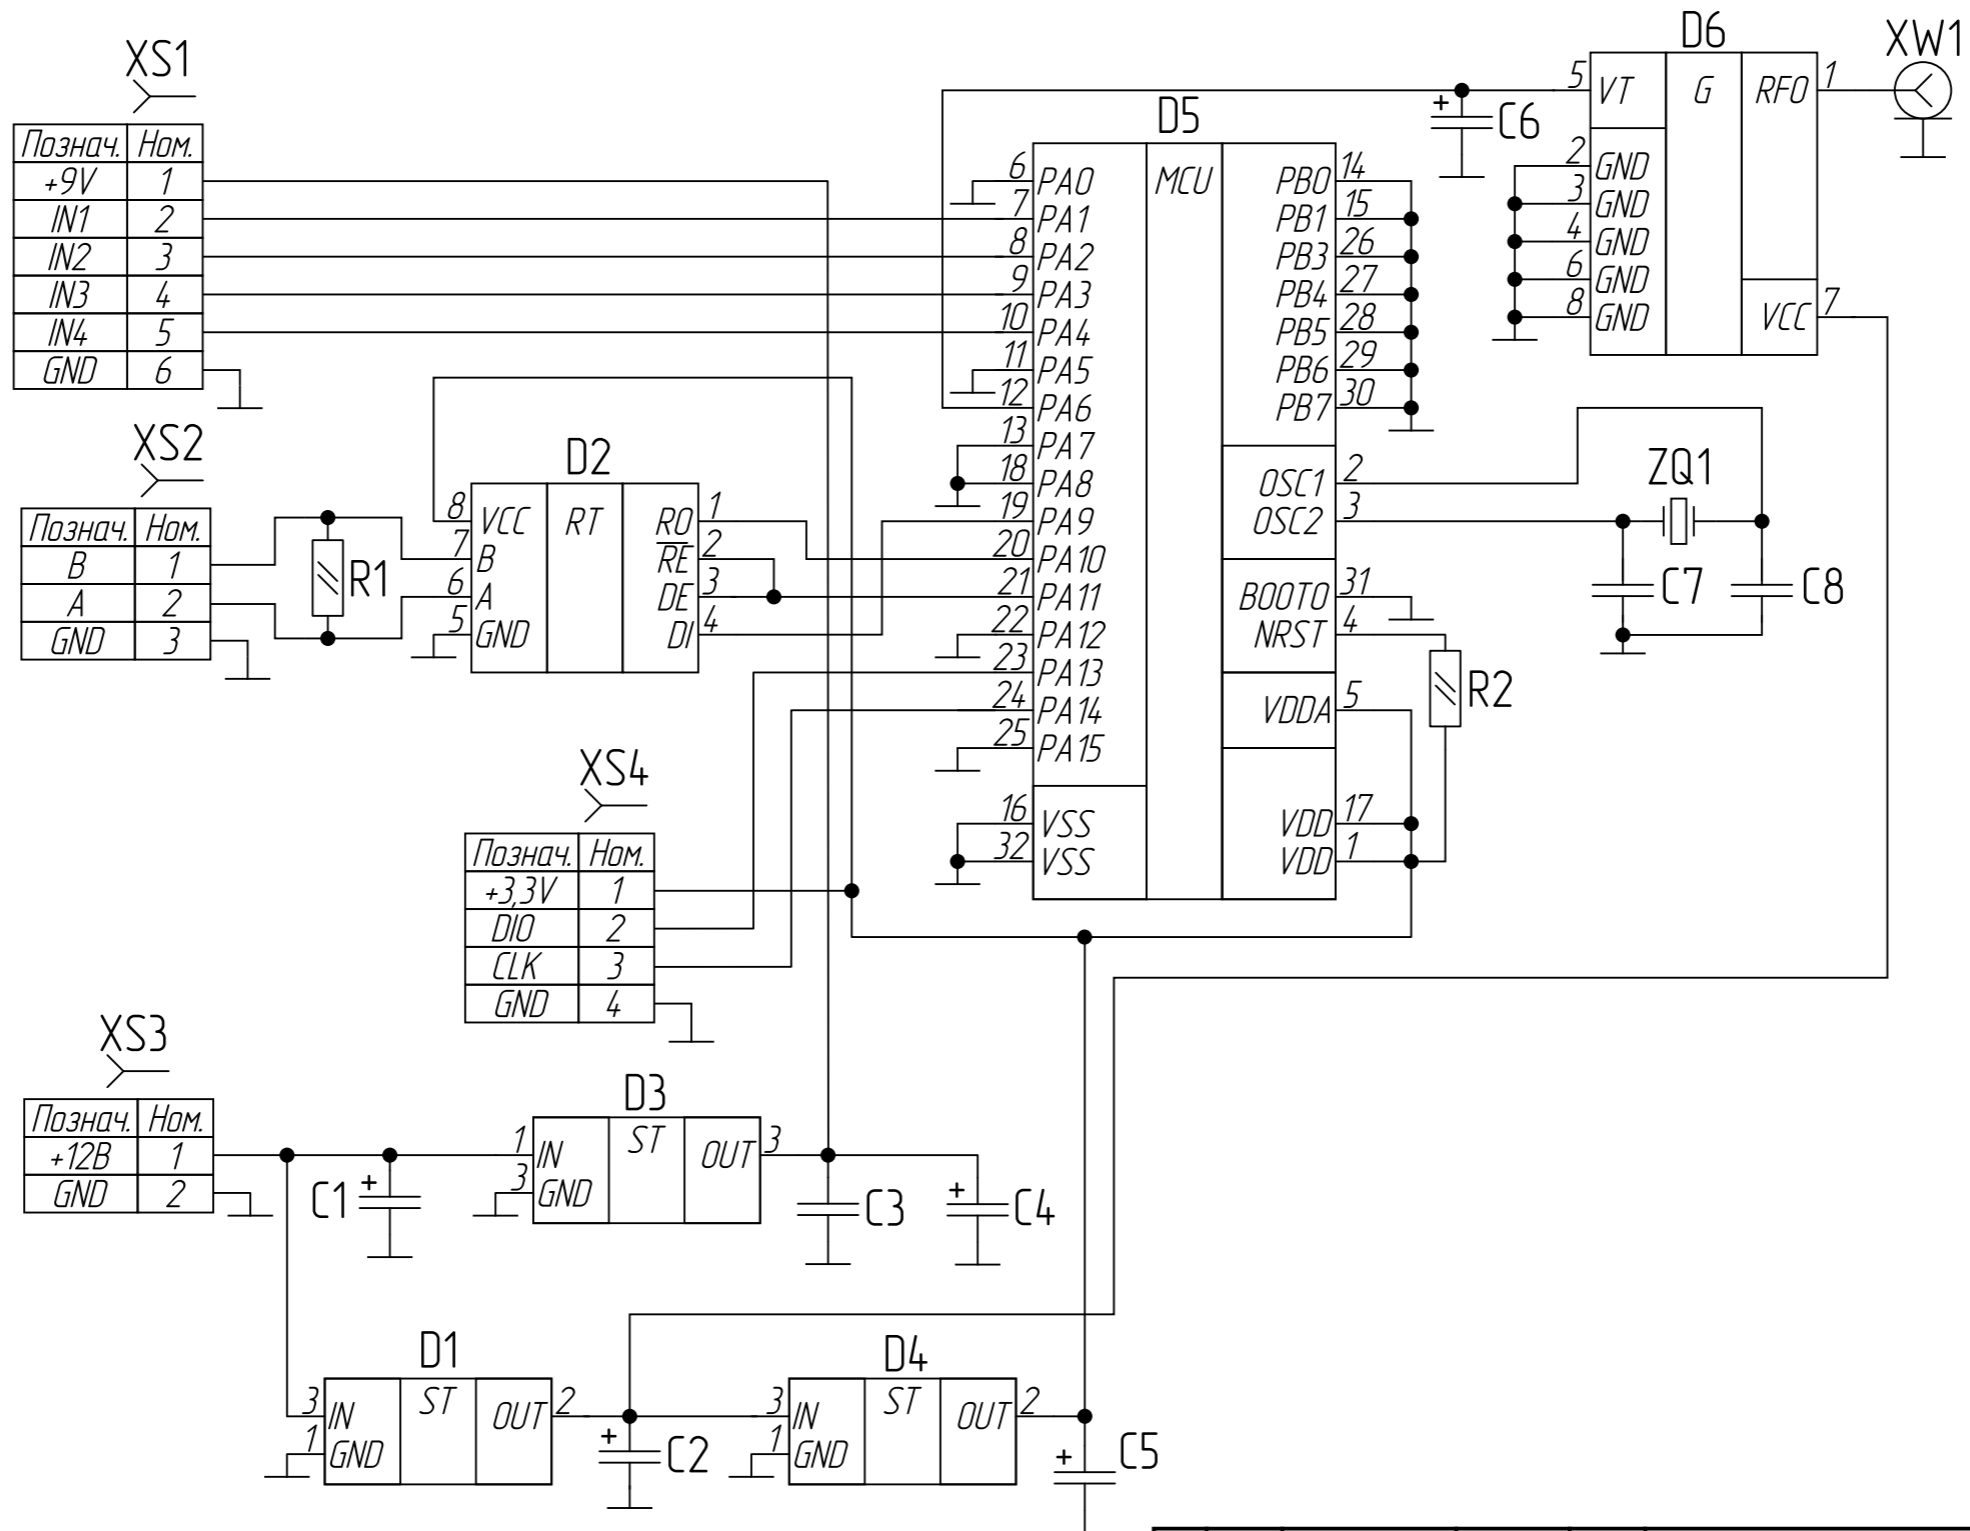 XS1
Познач. Ном.
+9V 1
IN1 2
IN2 3
IN3 4
IN4 5
GND 6
XS2
Познач. Ном.
B 1
A 2
GND 3
R1
D2
8 VCC RT RO 1
7 B RE 2
6 A DE 3
5 GND DI 4
XS4
Познач. Ном.
+3,3V 1
DIO 2
CLK 3
GND 4
D5
MCU
6 PA0
7 PA1
8 PA2
9 PA3
10 PA4
11 PA5
12 PA6
13 PA7
18 PA8
19 PA9
20 PA10
21 PA11
22 PA12
23 PA13
24 PA14
25 PA15
16 VSS
32 VSS
PB0 14
PB1 15
PB3 26
PB4 27
PB5 28
PB6 29
PB7 30
OSC1 2
OSC2 3
BOOT0 31
NRST 4
VDDA 5
VDD 17
VDD 1
+ C6
D6
5 VT G RFO 1
2 GND
3 GND
4 GND
6 GND
8 GND
VCC 7
XW1
ZQ1
C7
C8
R2
XS3
Познач. Ном.
+12В 1
GND 2
C1 +
D3
1 IN ST OUT 3
3 GND
C3
+ C4
D1
3 IN ST OUT 2
1 GND
+ C2
D4
3 IN ST OUT 2
1 GND
+ C5